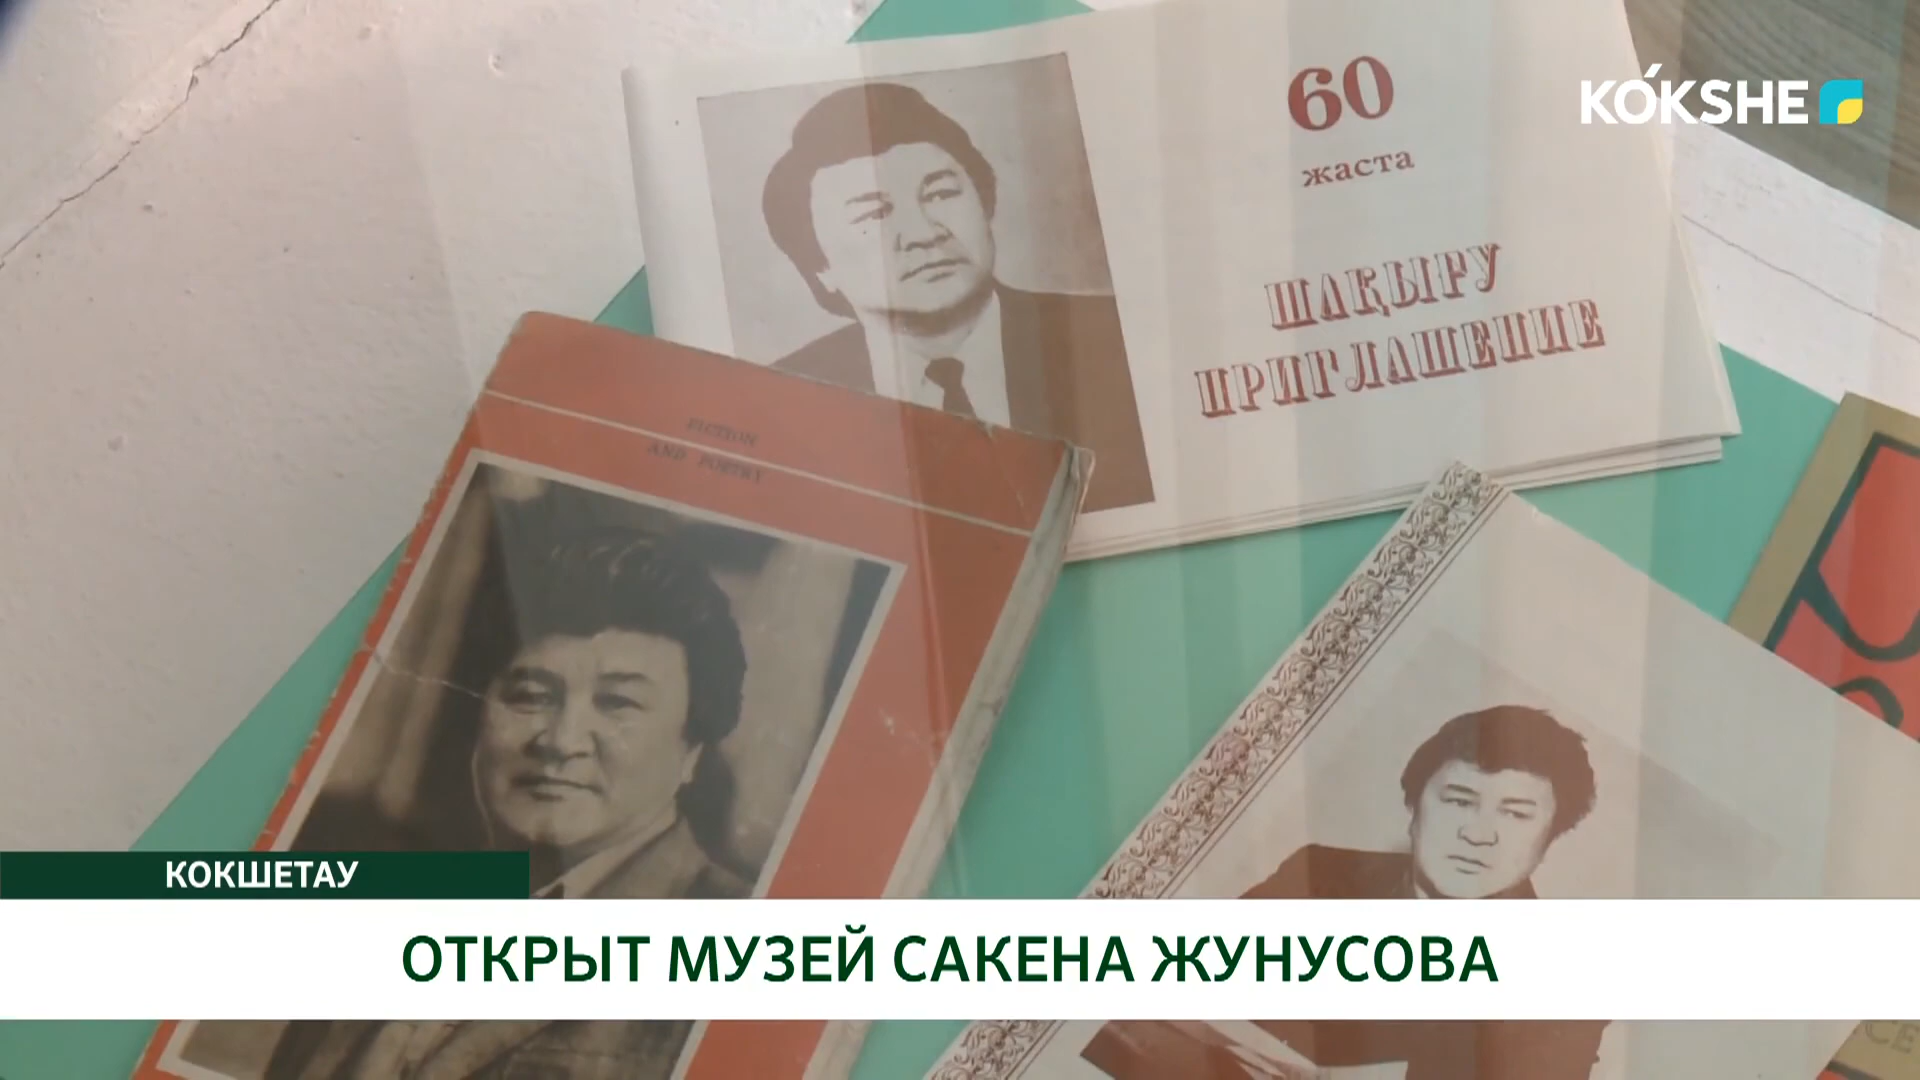 KÓKSHE
60
жаста
ШАҚЫРУ
ПРИГЛАШЕНИЕ
FICTION
AND POETRY
КОКШЕТАУ
ОТКРЫТ МУЗЕЙ САКЕНА ЖУНУСОВА